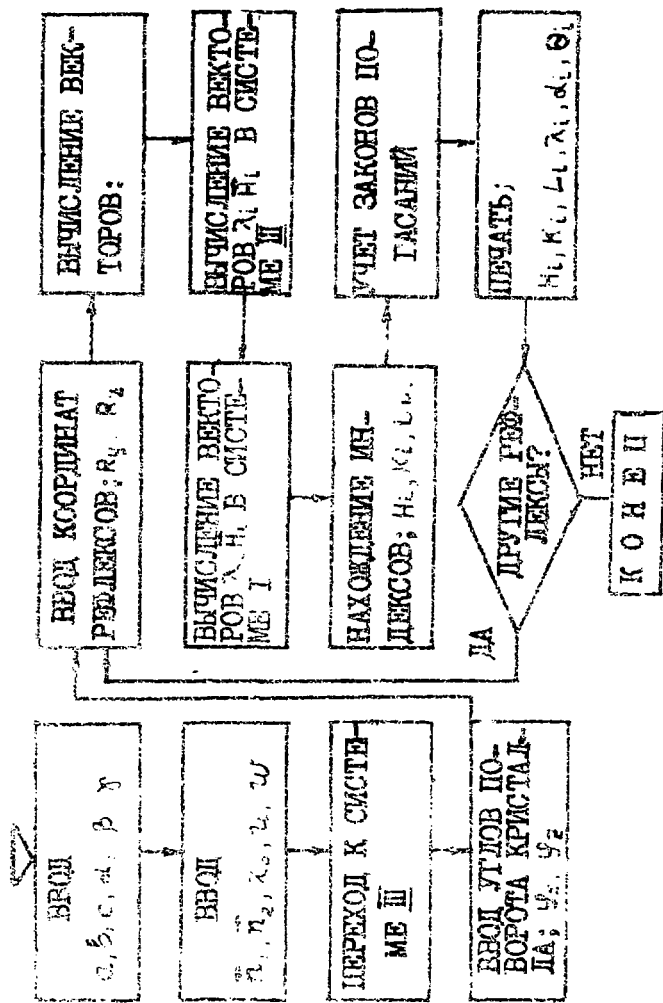 ВВОД
a, b, c, α, β, γ
ВВОД
n₁, n₂, λ₀, u, w
ПЕРЕХОД К СИСТЕ-
МЕ III
ВВОД УГЛОВ ПО-
ВОРОТА КРИСТАЛ-
ЛА; φ₁, φ₂
ВВОД КООРДИНАТ
РЕФЛЕКСОВ; Ry, Rz
ВЫЧИСЛЕНИЕ ВЕК-
ТОРОВ:
ВЫЧИСЛЕНИЕ ВЕКТО-
РОВ λi Hi В СИСТЕ-
МЕ III
ВЫЧИСЛЕНИЕ ВЕКТО-
РОВ λi Hi В СИСТЕ-
МЕ I
НАХОЖДЕНИЕ ИН-
ДЕКСОВ; Hi, Ki, Li
УЧЕТ ЗАКОНОВ ПО-
ГАСАНИЙ
ПЕЧАТЬ;
Hi, Ki, Li, λi, di, Θi
ДРУГИЕ РЕФ-
ЛЕКСЫ?
ДА
НЕТ
К О Н Е Ц